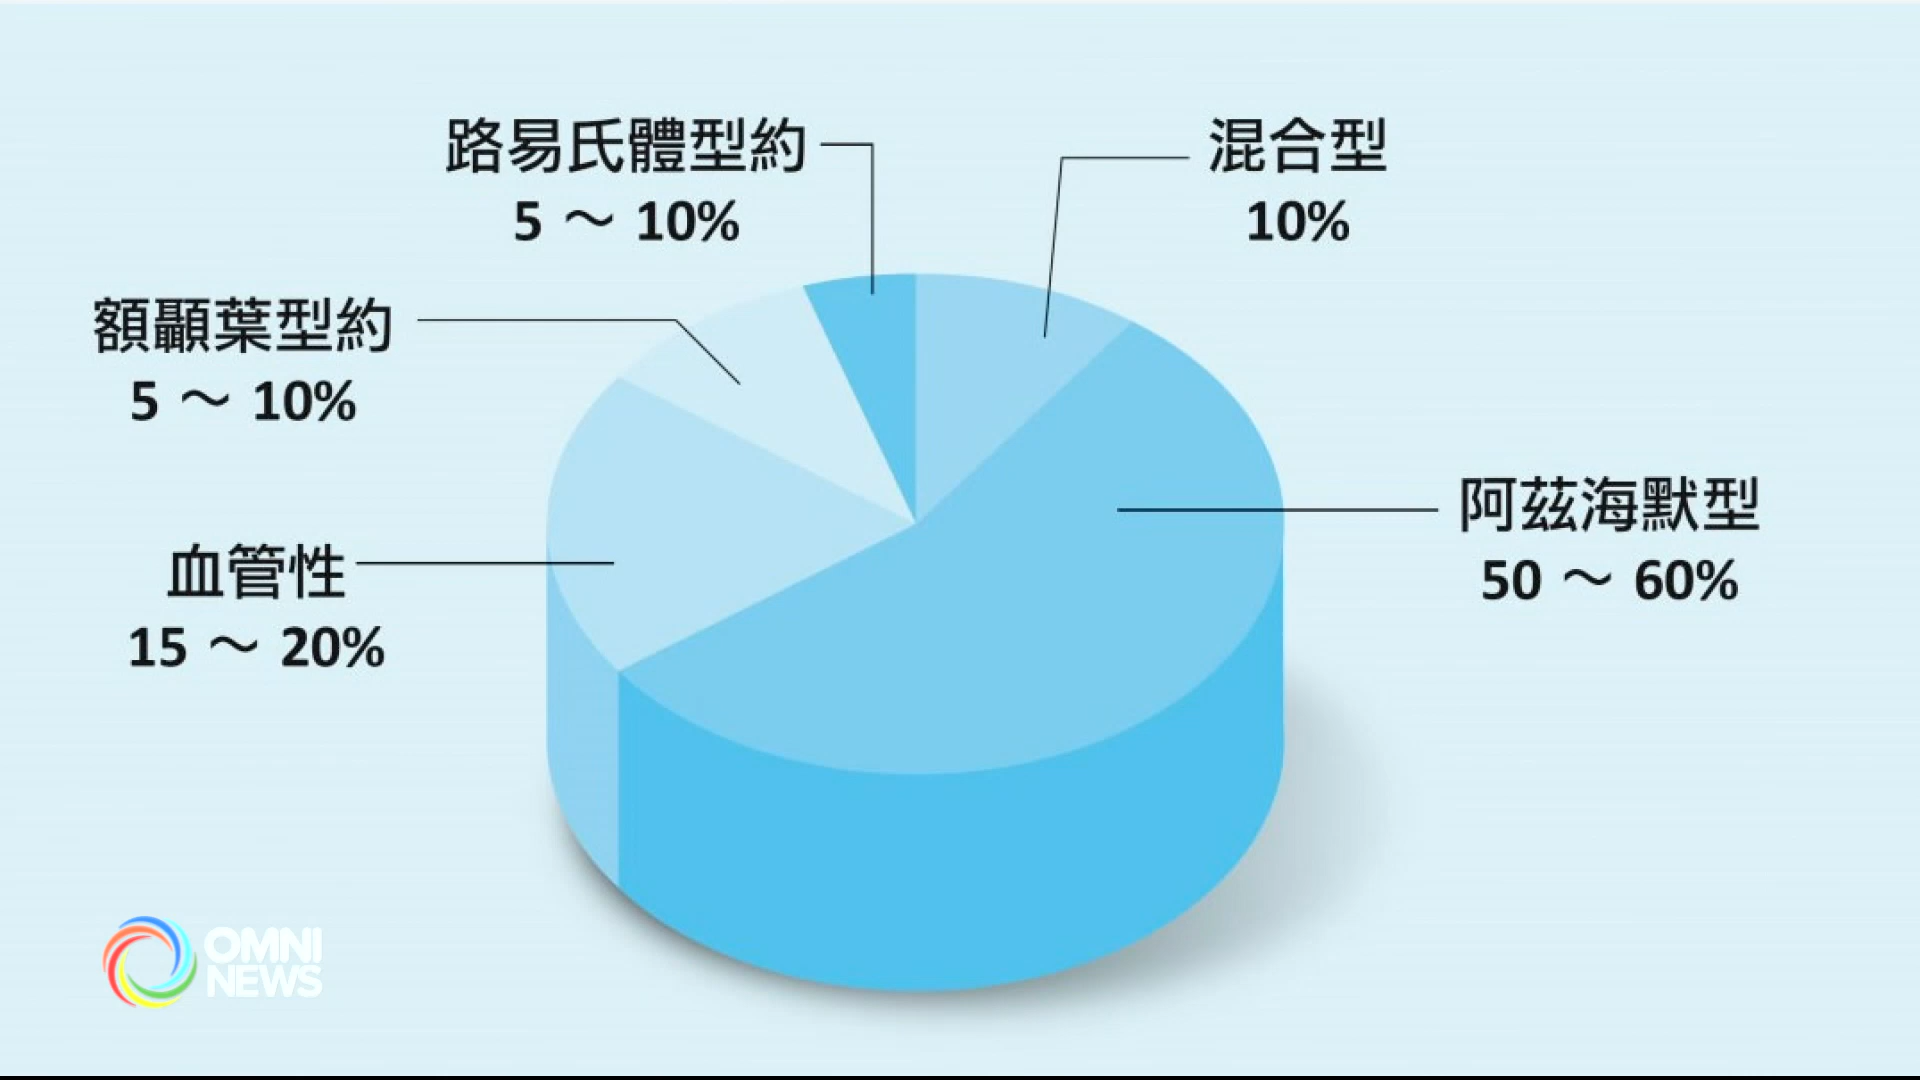 路易氏體型約
5 ～ 10%
混合型
10%
額顳葉型約
5 ～ 10%
阿茲海默型
50 ～ 60%
血管性
15 ～ 20%
OMNI
NEWS